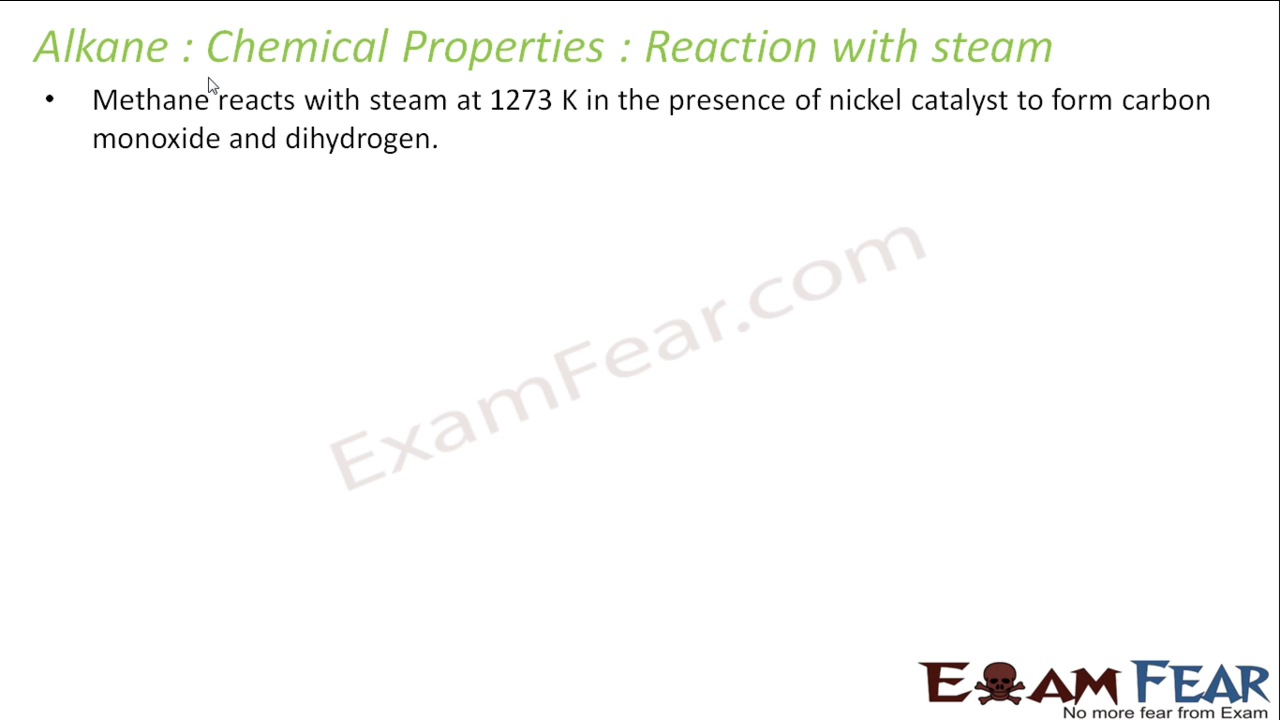 Alkane : Chemical Properties : Reaction with steam
• Methane reacts with steam at 1273 K in the presence of nickel catalyst to form carbon
monoxide and dihydrogen.
ExamFear.com
EXAM FEAR
No more fear from Exam